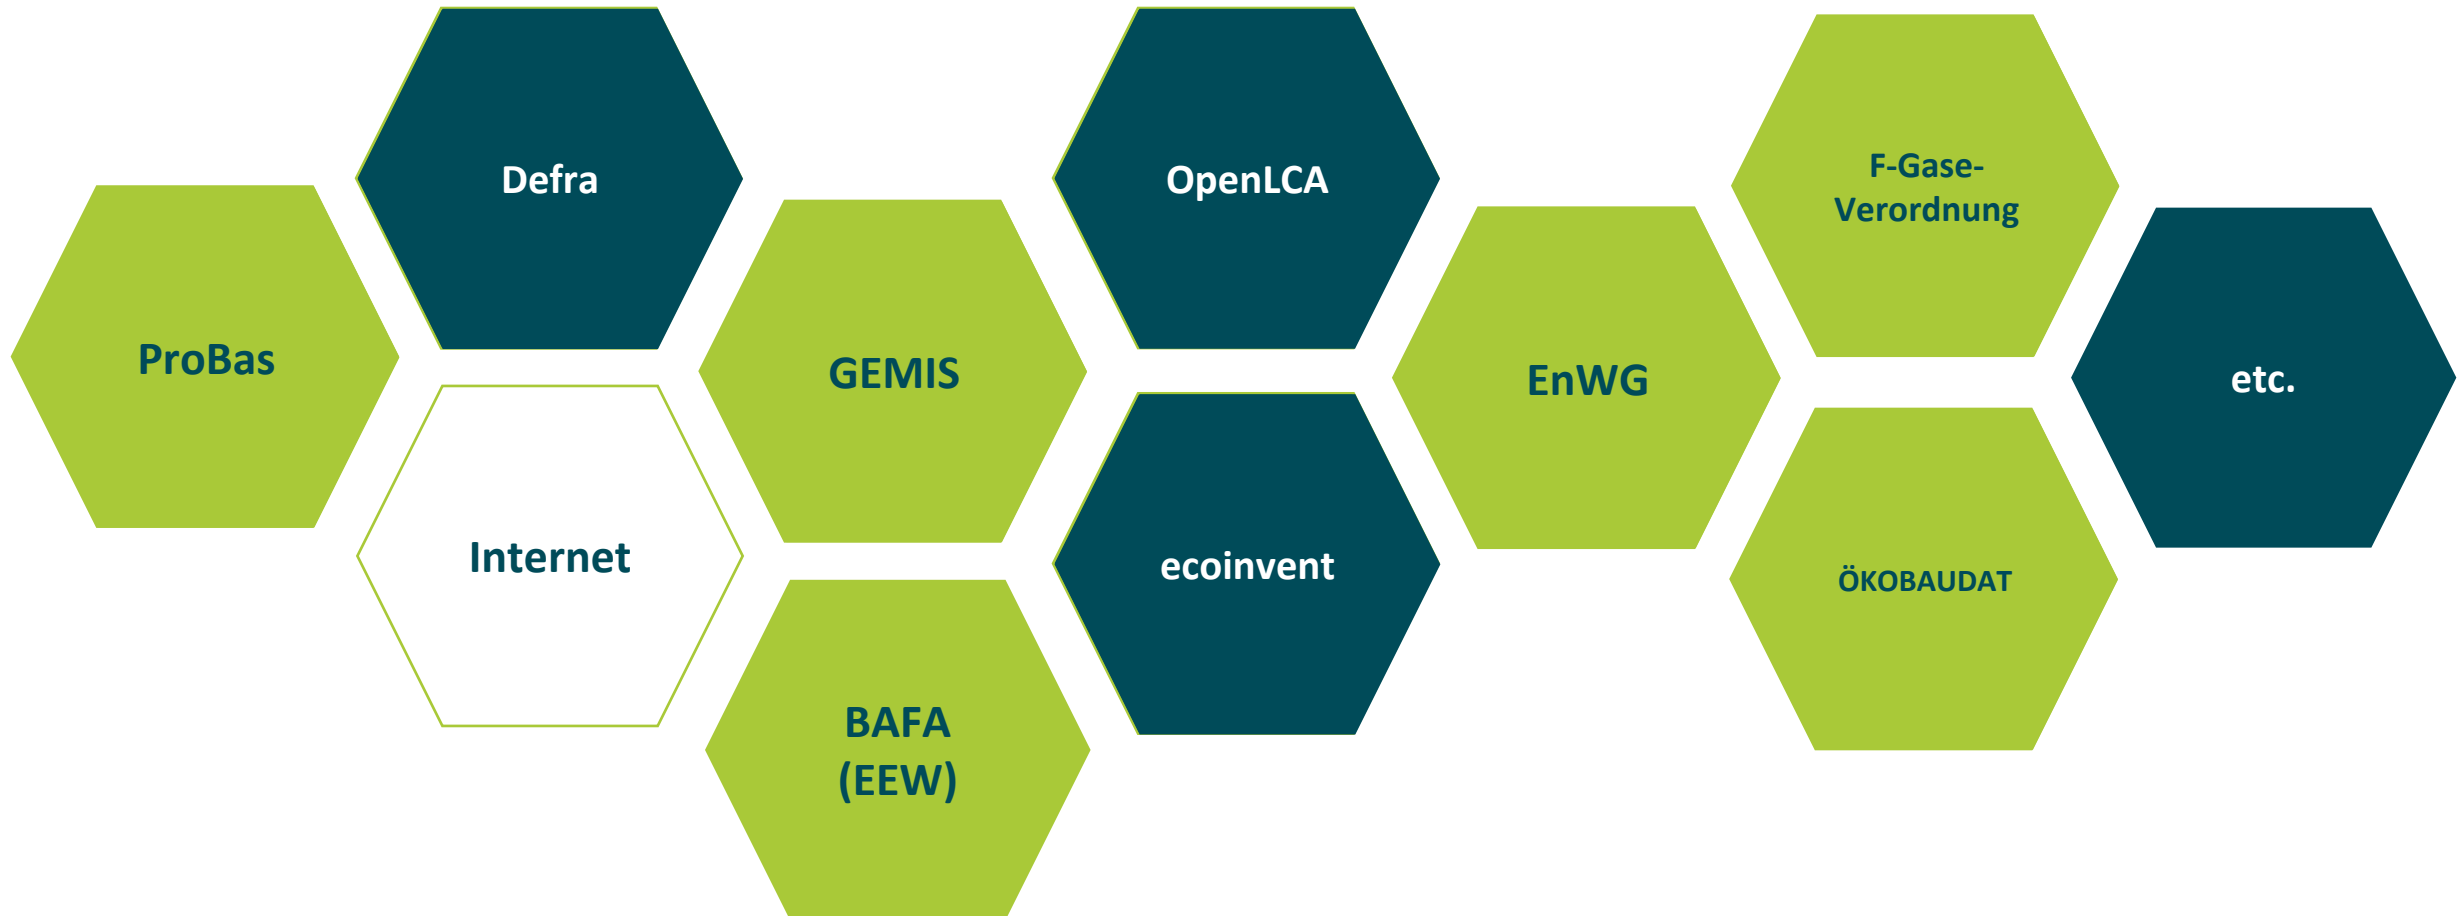 ProBas
Defra
Internet
GEMIS
BAFA
(EEW)
OpenLCA
ecoinvent
EnWG
F-Gase-
Verordnung
ÖKOBAUDAT
etc.